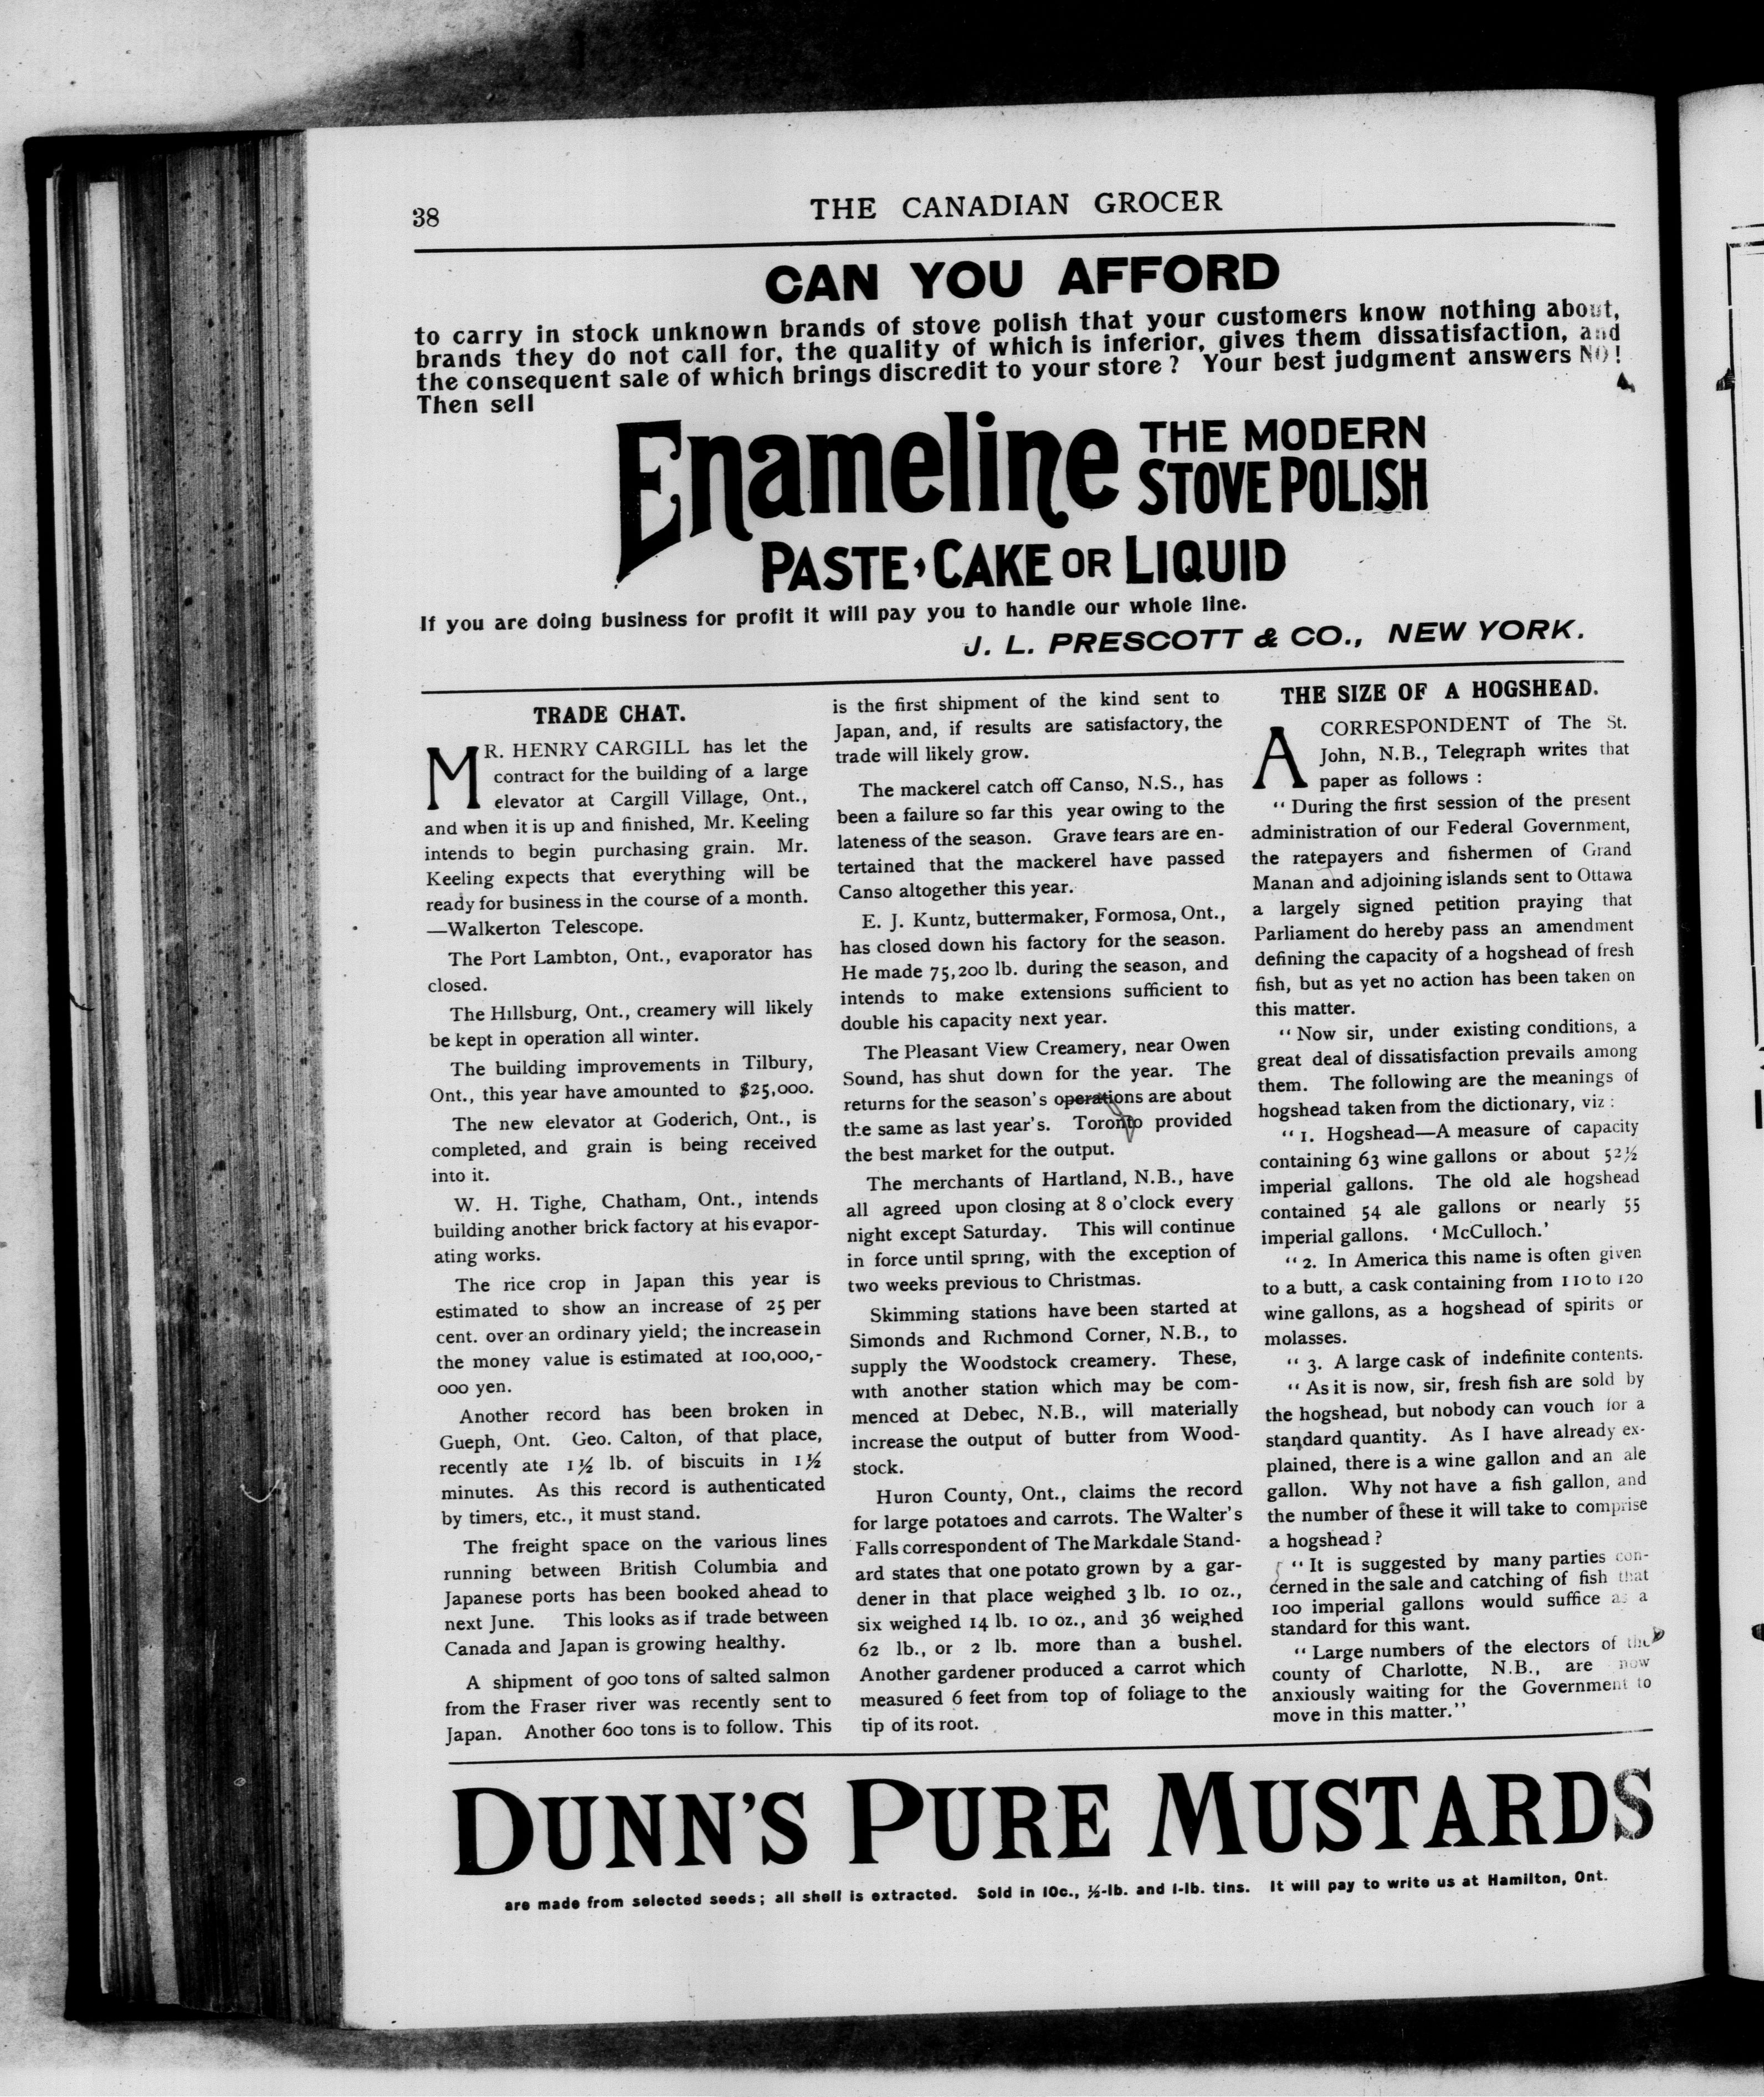 38
THE CANADIAN GROCER
CAN YOU AFFORD
to carry in stock unknown brands of stove polish that your customers know nothing about,
brands they do not call for, the quality of which is inferior, gives them dissatisfaction, and
the consequent sale of which brings discredit to your store? Your best judgment answers NO!
Then sell
Enameline THE MODERN
STOVE POLISH
PASTE, CAKE OR LIQUID
If you are doing business for profit it will pay you to handle our whole line.
J. L. PRESCOTT & CO., NEW YORK.
TRADE CHAT.
MR. HENRY CARGILL has let the
contract for the building of a large
elevator at Cargill Village, Ont.,
and when it is up and finished, Mr. Keeling
intends to begin purchasing grain. Mr.
Keeling expects that everything will be
ready for business in the course of a month.
—Walkerton Telescope.
The Port Lambton, Ont., evaporator has
closed.
The Hillsburg, Ont., creamery will likely
be kept in operation all winter.
The building improvements in Tilbury,
Ont., this year have amounted to $25,000.
The new elevator at Goderich, Ont., is
completed, and grain is being received
into it.
W. H. Tighe, Chatham, Ont., intends
building another brick factory at his evapor-
ating works.
The rice crop in Japan this year is
estimated to show an increase of 25 per
cent. over an ordinary yield; the increase in
the money value is estimated at 100,000,-
000 yen.
Another record has been broken in
Gueph, Ont. Geo. Calton, of that place,
recently ate 1½ lb. of biscuits in 1½
minutes. As this record is authenticated
by timers, etc., it must stand.
The freight space on the various lines
running between British Columbia and
Japanese ports has been booked ahead to
next June. This looks as if trade between
Canada and Japan is growing healthy.
A shipment of 900 tons of salted salmon
from the Fraser river was recently sent to
Japan. Another 600 tons is to follow. This
is the first shipment of the kind sent to
Japan, and, if results are satisfactory, the
trade will likely grow.
The mackerel catch off Canso, N.S., has
been a failure so far this year owing to the
lateness of the season. Grave fears are en-
tertained that the mackerel have passed
Canso altogether this year.
E. J. Kuntz, buttermaker, Formosa, Ont.,
has closed down his factory for the season.
He made 75,200 lb. during the season, and
intends to make extensions sufficient to
double his capacity next year.
The Pleasant View Creamery, near Owen
Sound, has shut down for the year. The
returns for the season's operations are about
the same as last year's. Toronto provided
the best market for the output.
The merchants of Hartland, N.B., have
all agreed upon closing at 8 o'clock every
night except Saturday. This will continue
in force until spring, with the exception of
two weeks previous to Christmas.
Skimming stations have been started at
Simonds and Richmond Corner, N.B., to
supply the Woodstock creamery. These,
with another station which may be com-
menced at Debec, N.B., will materially
increase the output of butter from Wood-
stock.
Huron County, Ont., claims the record
for large potatoes and carrots. The Walter's
Falls correspondent of The Markdale Stand-
ard states that one potato grown by a gar-
dener in that place weighed 3 lb. 10 oz.,
six weighed 14 lb. 10 oz., and 36 weighed
62 lb., or 2 lb. more than a bushel.
Another gardener produced a carrot which
measured 6 feet from top of foliage to the
tip of its root.
THE SIZE OF A HOGSHEAD.
A CORRESPONDENT of The St.
John, N.B., Telegraph writes that
paper as follows :
"During the first session of the present
administration of our Federal Government,
the ratepayers and fishermen of Grand
Manan and adjoining islands sent to Ottawa
a largely signed petition praying that
Parliament do hereby pass an amendment
defining the capacity of a hogshead of fresh
fish, but as yet no action has been taken on
this matter.
"Now sir, under existing conditions, a
great deal of dissatisfaction prevails among
them. The following are the meanings of
hogshead taken from the dictionary, viz :
"1. Hogshead—A measure of capacity
containing 63 wine gallons or about 52½
imperial gallons. The old ale hogshead
contained 54 ale gallons or nearly 55
imperial gallons. 'McCulloch.'
"2. In America this name is often given
to a butt, a cask containing from 110 to 120
wine gallons, as a hogshead of spirits or
molasses.
"3. A large cask of indefinite contents.
"As it is now, sir, fresh fish are sold by
the hogshead, but nobody can vouch for a
standard quantity. As I have already ex-
plained, there is a wine gallon and an ale
gallon. Why not have a fish gallon, and
the number of these it will take to comprise
a hogshead ?
"It is suggested by many parties con-
cerned in the sale and catching of fish that
100 imperial gallons would suffice as a
standard for this want.
"Large numbers of the electors of the
county of Charlotte, N.B., are now
anxiously waiting for the Government to
move in this matter."
DUNN'S PURE MUSTARDS
are made from selected seeds; all shell is extracted. Sold in 10c., ½-lb. and 1-lb. tins. It will pay to write us at Hamilton, Ont.